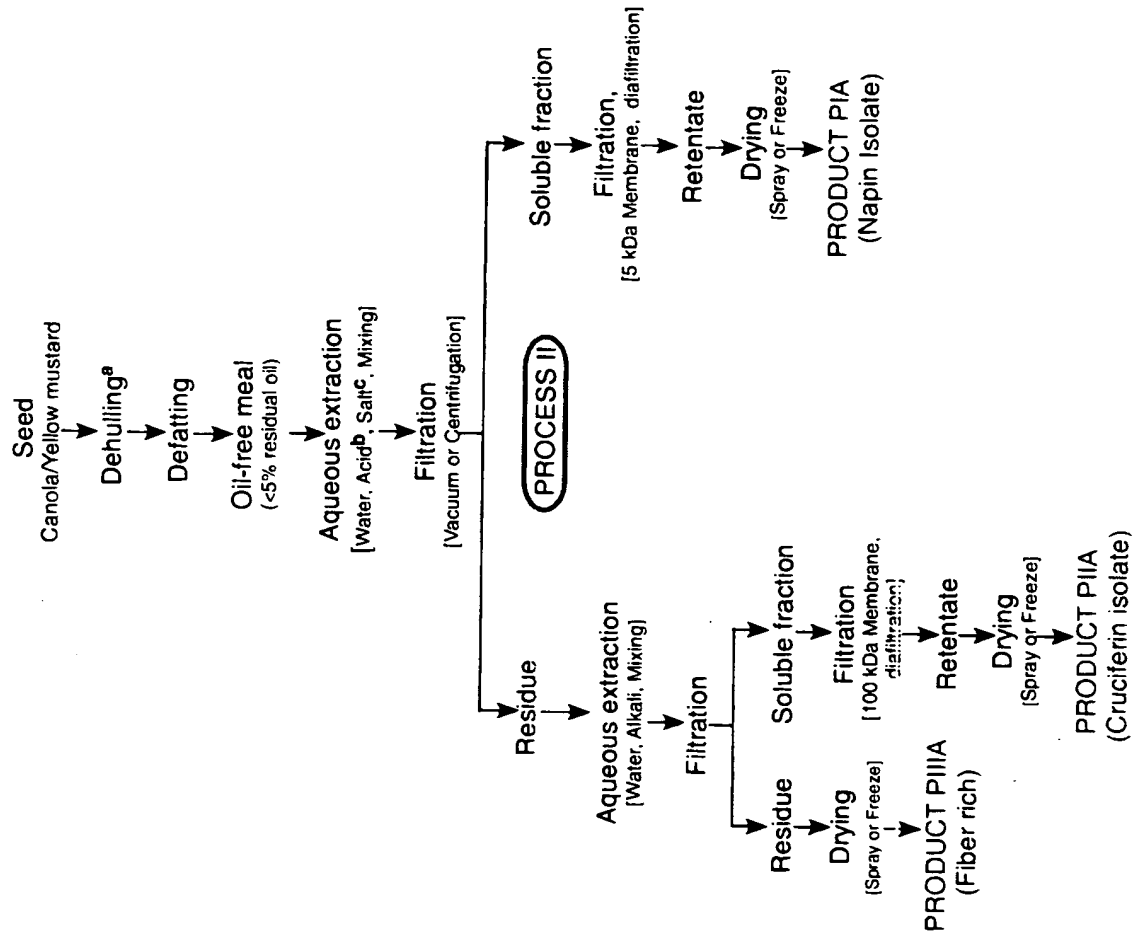 Seed
Canola/Yellow mustard
Dehullingᵃ
Defatting
Oil-free meal
(<5% residual oil)
Aqueous extraction
[Water, Acidᵇ, Saltᶜ, Mixing]
Filtration
[Vacuum or Centrifugation]
PROCESS II
Residue
Aqueous extraction
[Water, Alkali, Mixing]
Filtration
Residue
Drying
[Spray or Freeze]
PRODUCT PIIIA
(Fiber rich)
Soluble fraction
Filtration
[100 kDa Membrane,
diafiltration]
Retentate
Drying
[Spray or Freeze]
PRODUCT PIIA
(Cruciferin isolate)
Soluble fraction
Filtration,
[5 kDa Membrane, diafiltration]
Retentate
Drying
[Spray or Freeze]
PRODUCT PIA
(Napin Isolate)